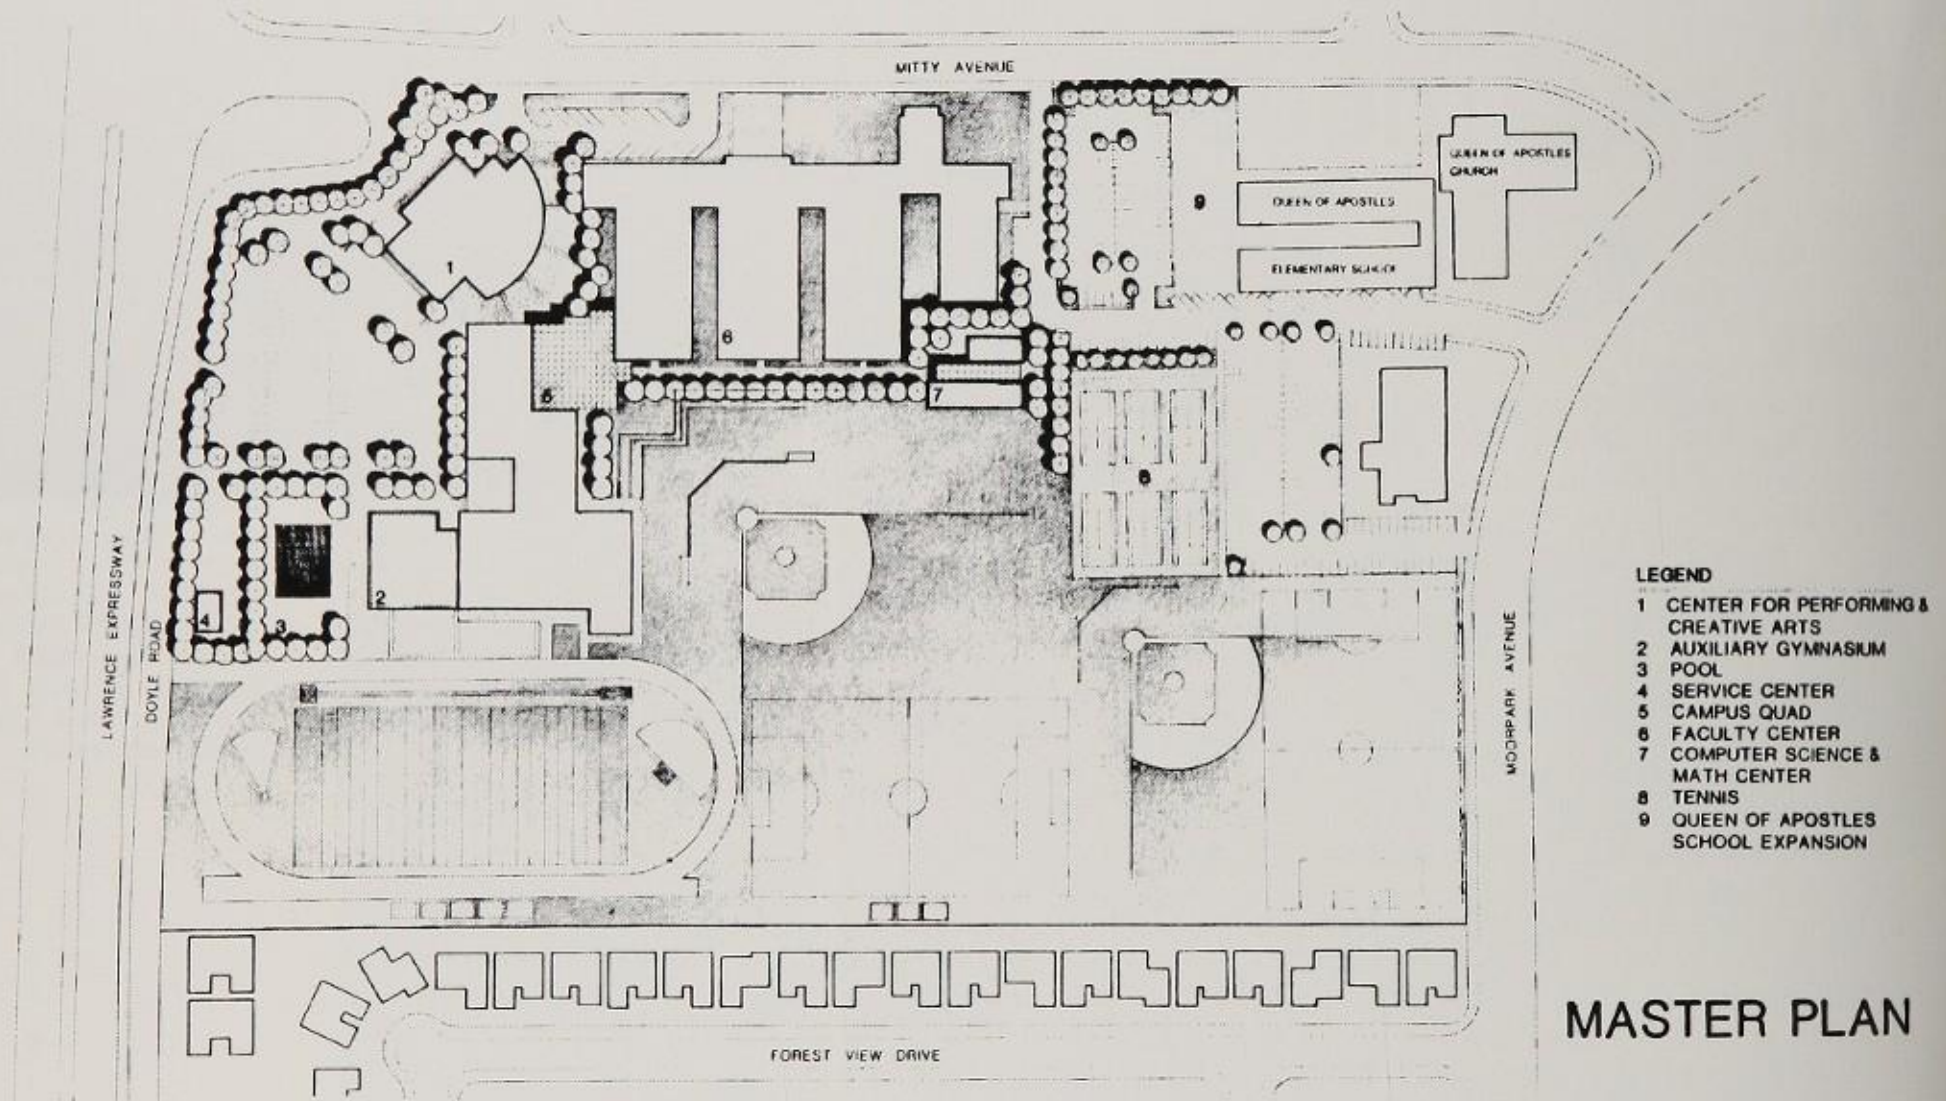 MITTY AVENUE
QUEEN OF APOSTLES
CHURCH
9
QUEEN OF APOSTLES
ELEMENTARY SCHOOL
1
6
5
7
8
2
4
3
LAWRENCE EXPRESSWAY
DOYLE ROAD
MOORPARK AVENUE
FOREST VIEW DRIVE
LEGEND
1 CENTER FOR PERFORMING &
CREATIVE ARTS
2 AUXILIARY GYMNASIUM
3 POOL
4 SERVICE CENTER
5 CAMPUS QUAD
6 FACULTY CENTER
7 COMPUTER SCIENCE &
MATH CENTER
8 TENNIS
9 QUEEN OF APOSTLES
SCHOOL EXPANSION
MASTER PLAN